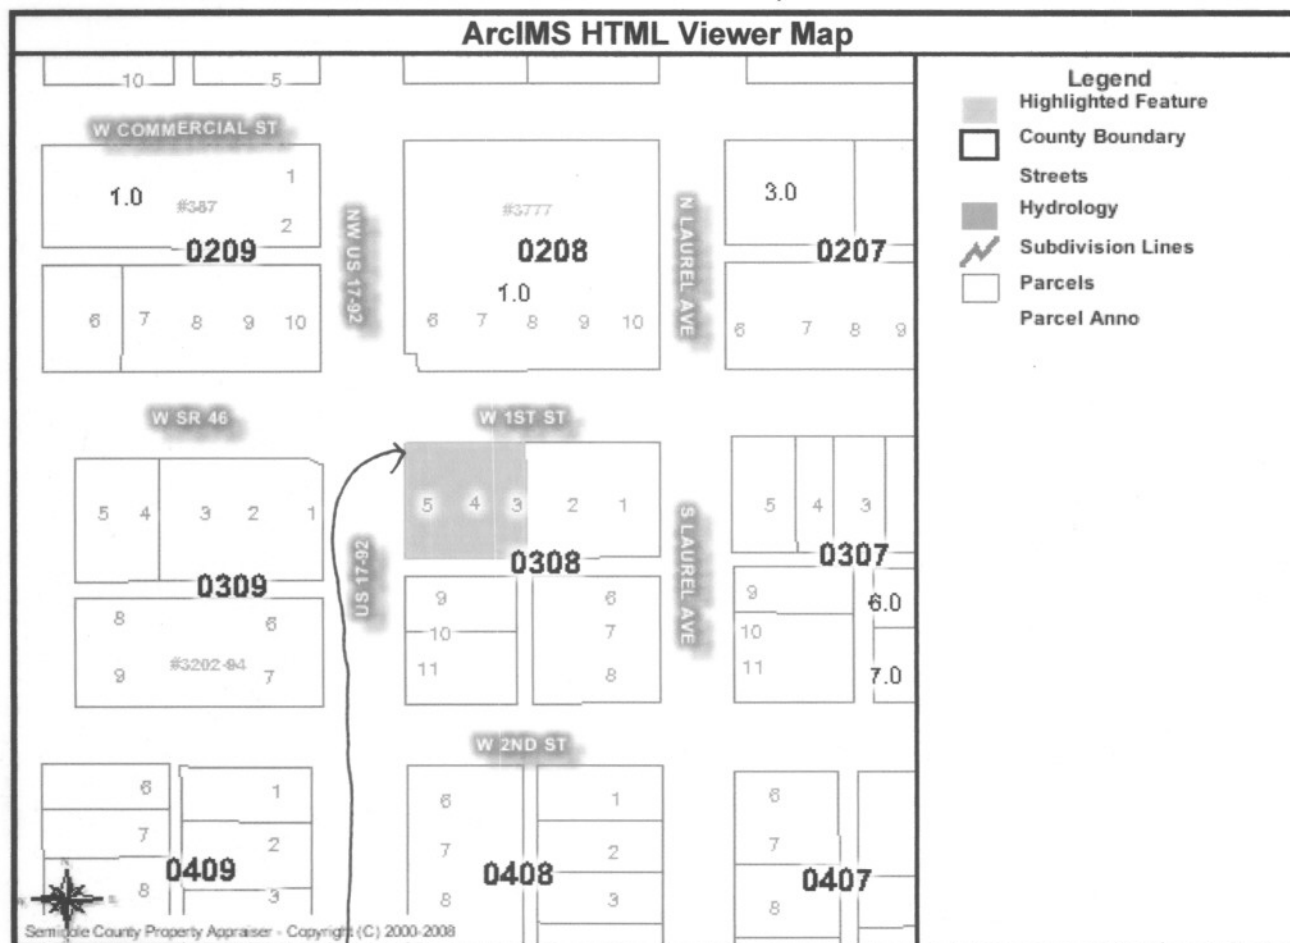 ArcIMS HTML Viewer Map
10 5
W COMMERCIAL ST
1.0 #387 1
2
0209
6 7 8 9 10
NW US 17-92
#3777
0208
1.0
6 7 8 9 10
N LAUREL AVE
3.0
0207
6 7 8 9
W SR 46
W 1ST ST
5 4 3 2 1
0309
8 6
#3202-94
9 7
US 17-92
5 4 3 2 1
0308
9 6
10 7
11 8
S LAUREL AVE
5 4 3
0307
9 6.0
10
11 7.0
W 2ND ST
6 1
7 2
0409
8 3
6 1
7 2
0408
8 3
6
7
0407
8
N
Seminole County Property Appraiser - Copyright (C) 2000-2008
Legend
Highlighted Feature
County Boundary
Streets
Hydrology
Subdivision Lines
Parcels
Parcel Anno